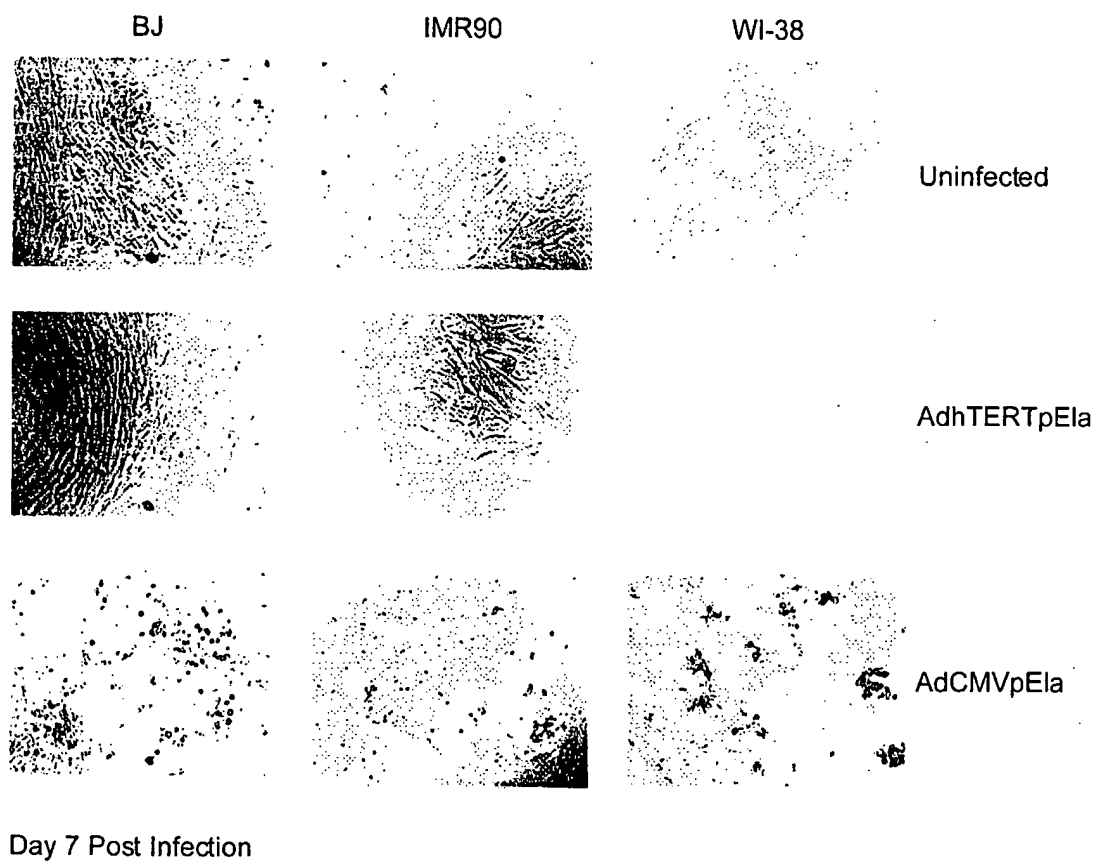 BJ
IMR90
WI-38
Uninfected
AdhTERTpEla
AdCMVpEla
Day 7 Post Infection